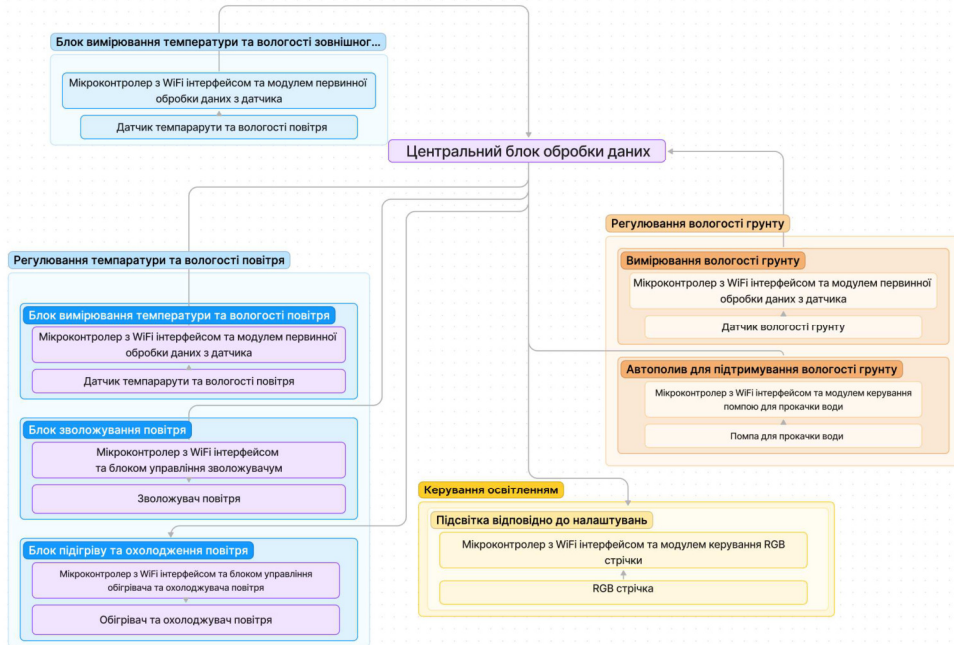 Блок вимірювання температури та вологості зовнішног...
Мікроконтролер з WiFi інтерфейсом та модулем первинної
обробки даних з датчика
Датчик темпарарути та вологості повітря
Центральний блок обробки даних
Регулювання темпаратури та вологості повітря
Блок вимірювання температури та вологості повітря
Мікроконтролер з WiFi інтерфейсом та модулем первинної
обробки даних з датчика
Датчик темпарарути та вологості повітря
Блок зволожування повітря
Мікроконтролер з WiFi інтерфейсом
та блоком управління зволожувачум
Зволожувач повітря
Блок підігріву та охолодження повітря
Мікроконтролер з WiFi інтерфейсом та блоком управління
обігрівача та охолоджувача повітря
Обігрівач та охолоджувач повітря
Регулювання вологості грунту
Вимірювання вологості грунту
Мікроконтролер з WiFi інтерфейсом та модулем первинної
обробки даних з датчика
Датчик вологості грунту
Автополив для підтримування вологості грунту
Мікроконтролер з WiFi інтерфейсом та модулем керування
помпою для прокачки води
Помпа для прокачки води
Керування освітленням
Підсвітка відповідно до налаштувань
Мікроконтролер з WiFi інтерфейсом та модулем керування RGB
стрічки
RGB стрічка